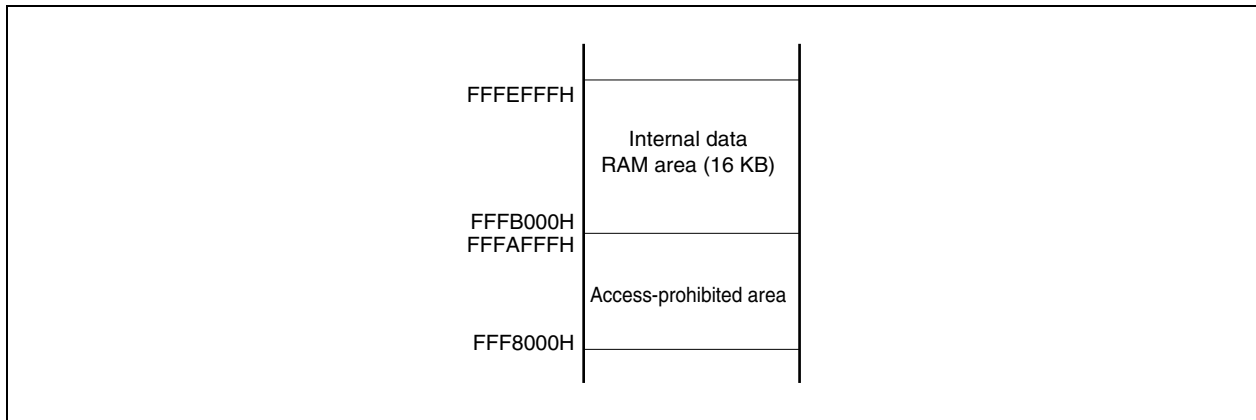 FFFEFFFH
Internal data
RAM area (16 KB)
FFFB000H
FFFAFFFH
Access-prohibited area
FFF8000H